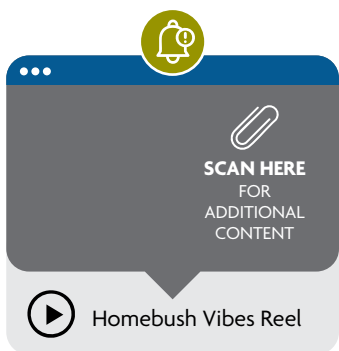 SCAN HERE
FOR
ADDITIONAL
CONTENT
Homebush Vibes Reel